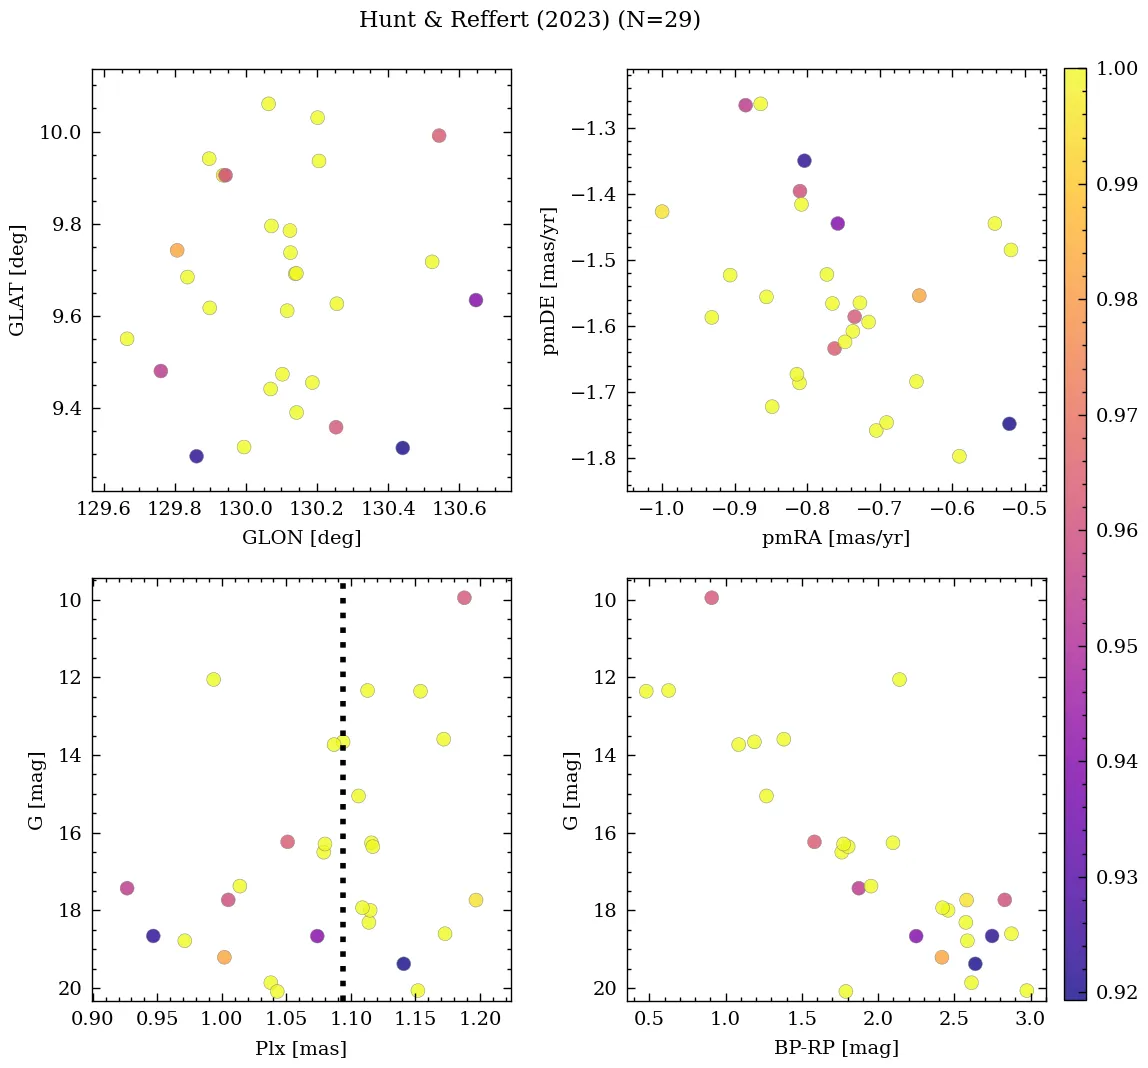 Hunt & Reffert (2023) (N=29)
10.0
9.8
9.6
9.4
GLAT [deg]
129.6 129.8 130.0 130.2 130.4 130.6
GLON [deg]
−1.3
−1.4
−1.5
−1.6
−1.7
−1.8
pmDE [mas/yr]
−1.0 −0.9 −0.8 −0.7 −0.6 −0.5
pmRA [mas/yr]
10
12
14
16
18
20
G [mag]
0.90 0.95 1.00 1.05 1.10 1.15 1.20
Plx [mas]
10
12
14
16
18
20
G [mag]
0.5 1.0 1.5 2.0 2.5 3.0
BP-RP [mag]
1.00
0.99
0.98
0.97
0.96
0.95
0.94
0.93
0.92